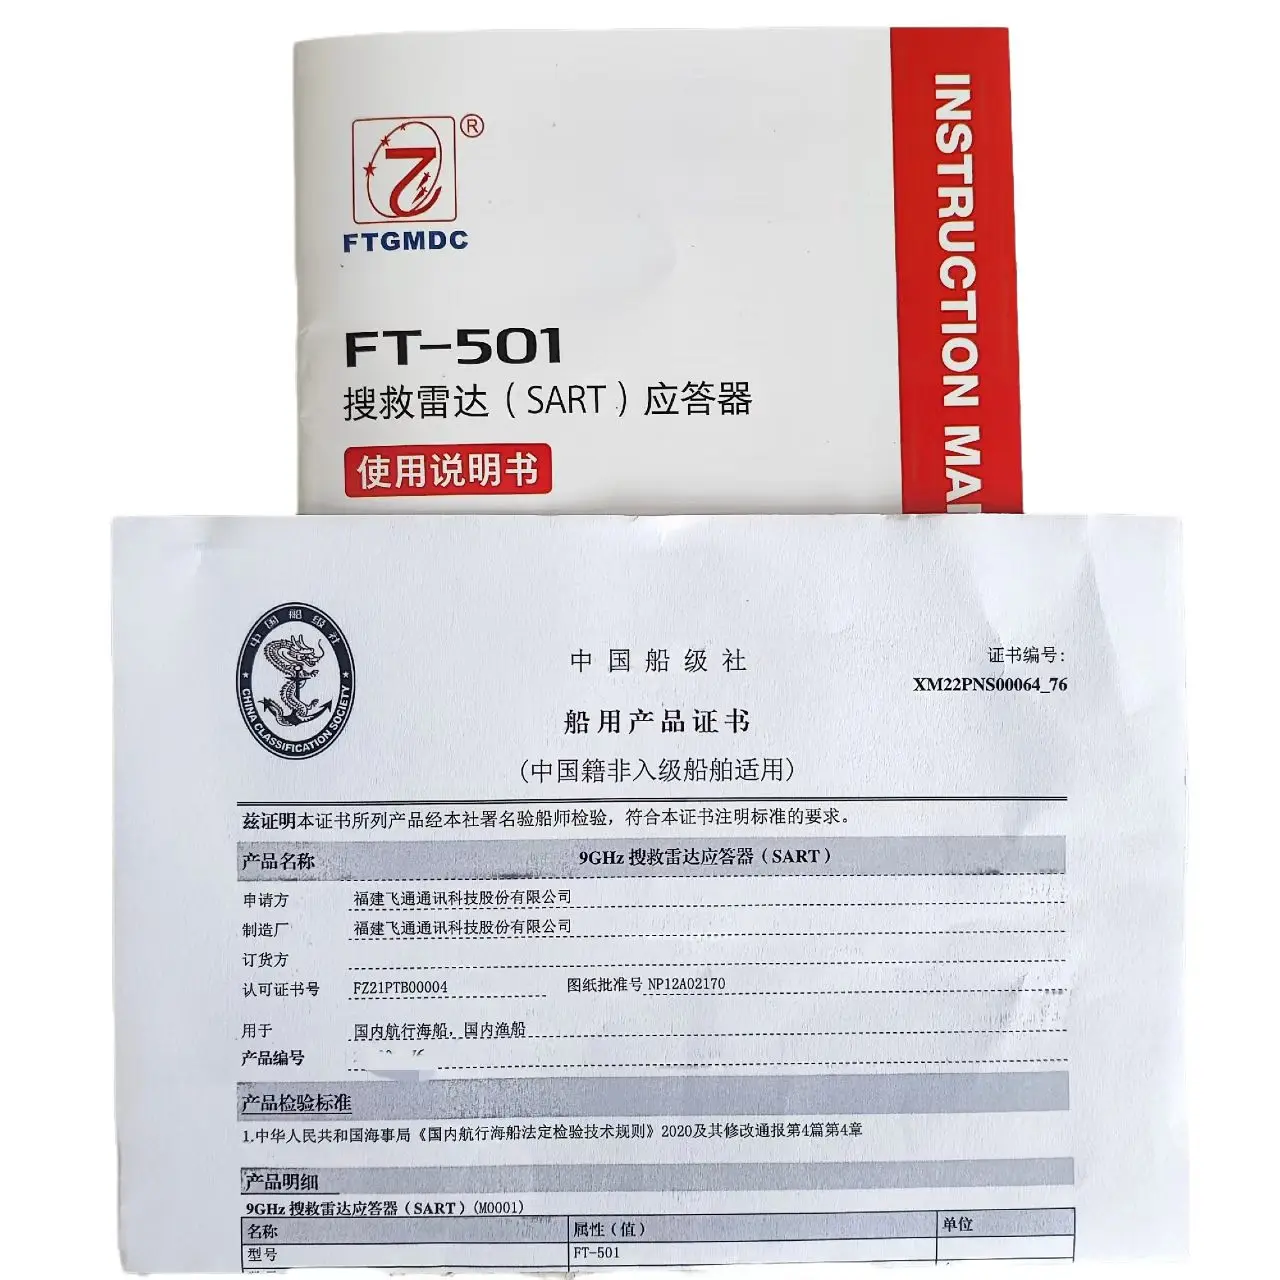 7®
FTGMDC
FT-501
搜救雷达（SART）应答器
使用说明书
INSTRUCTION MA
中国船级社
CHINA CLASSIFICATION SOCIETY
中国船级社
证书编号:
XM22PNS00064_76
船用产品证书
(中国籍非入级船舶适用)
兹证明本证书所列产品经本社署名验船师检验，符合本证书注明标准的要求。
产品名称 9GHz 搜救雷达应答器（SART）
申请方 福建飞通通讯科技股份有限公司
制造厂 福建飞通通讯科技股份有限公司
订货方
认可证书号 FZ21PTB00004 图纸批准号 NP12A02170
用于 国内航行海船，国内渔船
产品编号
产品检验标准
1.中华人民共和国海事局《国内航行海船法定检验技术规则》2020及其修改通报第4篇第4章
产品明细
9GHz 搜救雷达应答器（SART）(M0001)
名称 属性（值） 单位
型号 FT-501